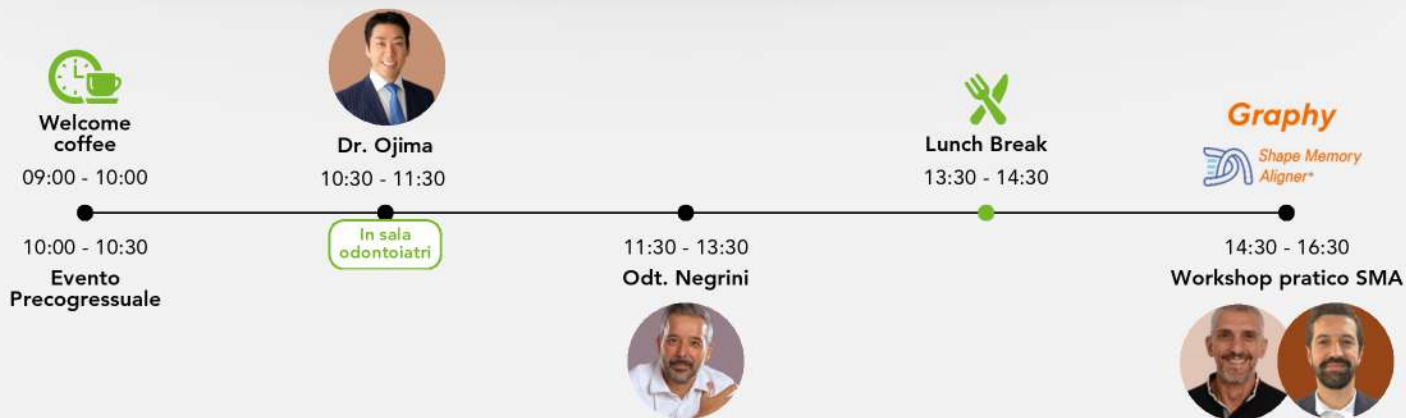 Welcome
coffee
09:00 - 10:00
10:00 - 10:30
Evento
Precogressuale
Dr. Ojima
10:30 - 11:30
In sala
odontoiatri
11:30 - 13:30
Odt. Negrini
Lunch Break
13:30 - 14:30
Graphy
Shape Memory
Aligner*
14:30 - 16:30
Workshop pratico SMA